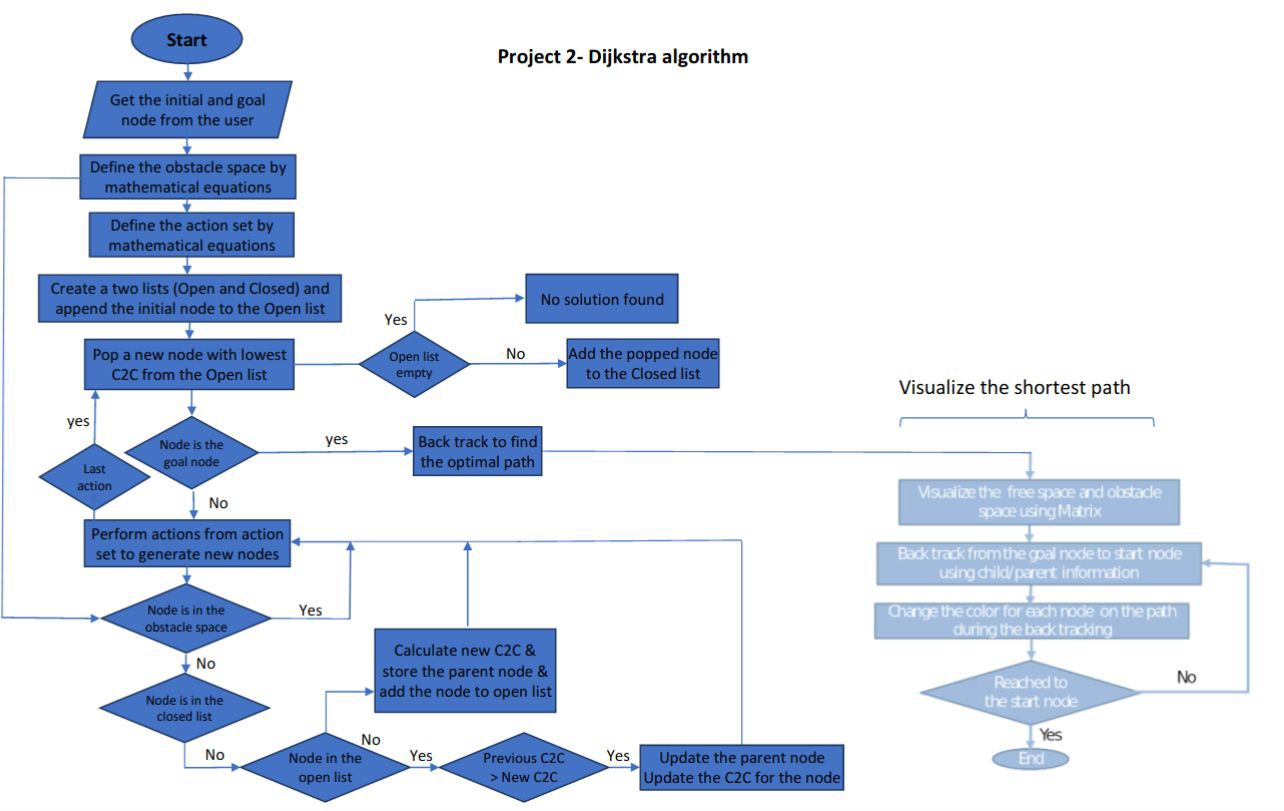 Start
Project 2- Dijkstra algorithm
Get the initial and goal
node from the user
Define the obstacle space by
mathematical equations
Define the action set by
mathematical equations
Create a two lists (Open and Closed) and
append the initial node to the Open list
No solution found
Yes
Pop a new node with lowest
C2C from the Open list
Open list
empty
No
Add the popped node
to the Closed list
Visualize the shortest path
yes
Node is the
goal node
yes
Back track to find
the optimal path
Last
action
No
Visualize the free space and obstacle
space using Matrix
Perform actions from action
set to generate new nodes
Back track from the goal node to start node
using child/parent information
Node is in the
obstacle space
Yes
Change the color for each node on the path
during the back tracking
Calculate new C2C &
store the parent node &
add the node to open list
No
Node is in the
closed list
Reached to
the start node
No
Yes
End
No
Node in the
open list
No
Yes
Previous C2C
> New C2C
Yes
Update the parent node
Update the C2C for the node